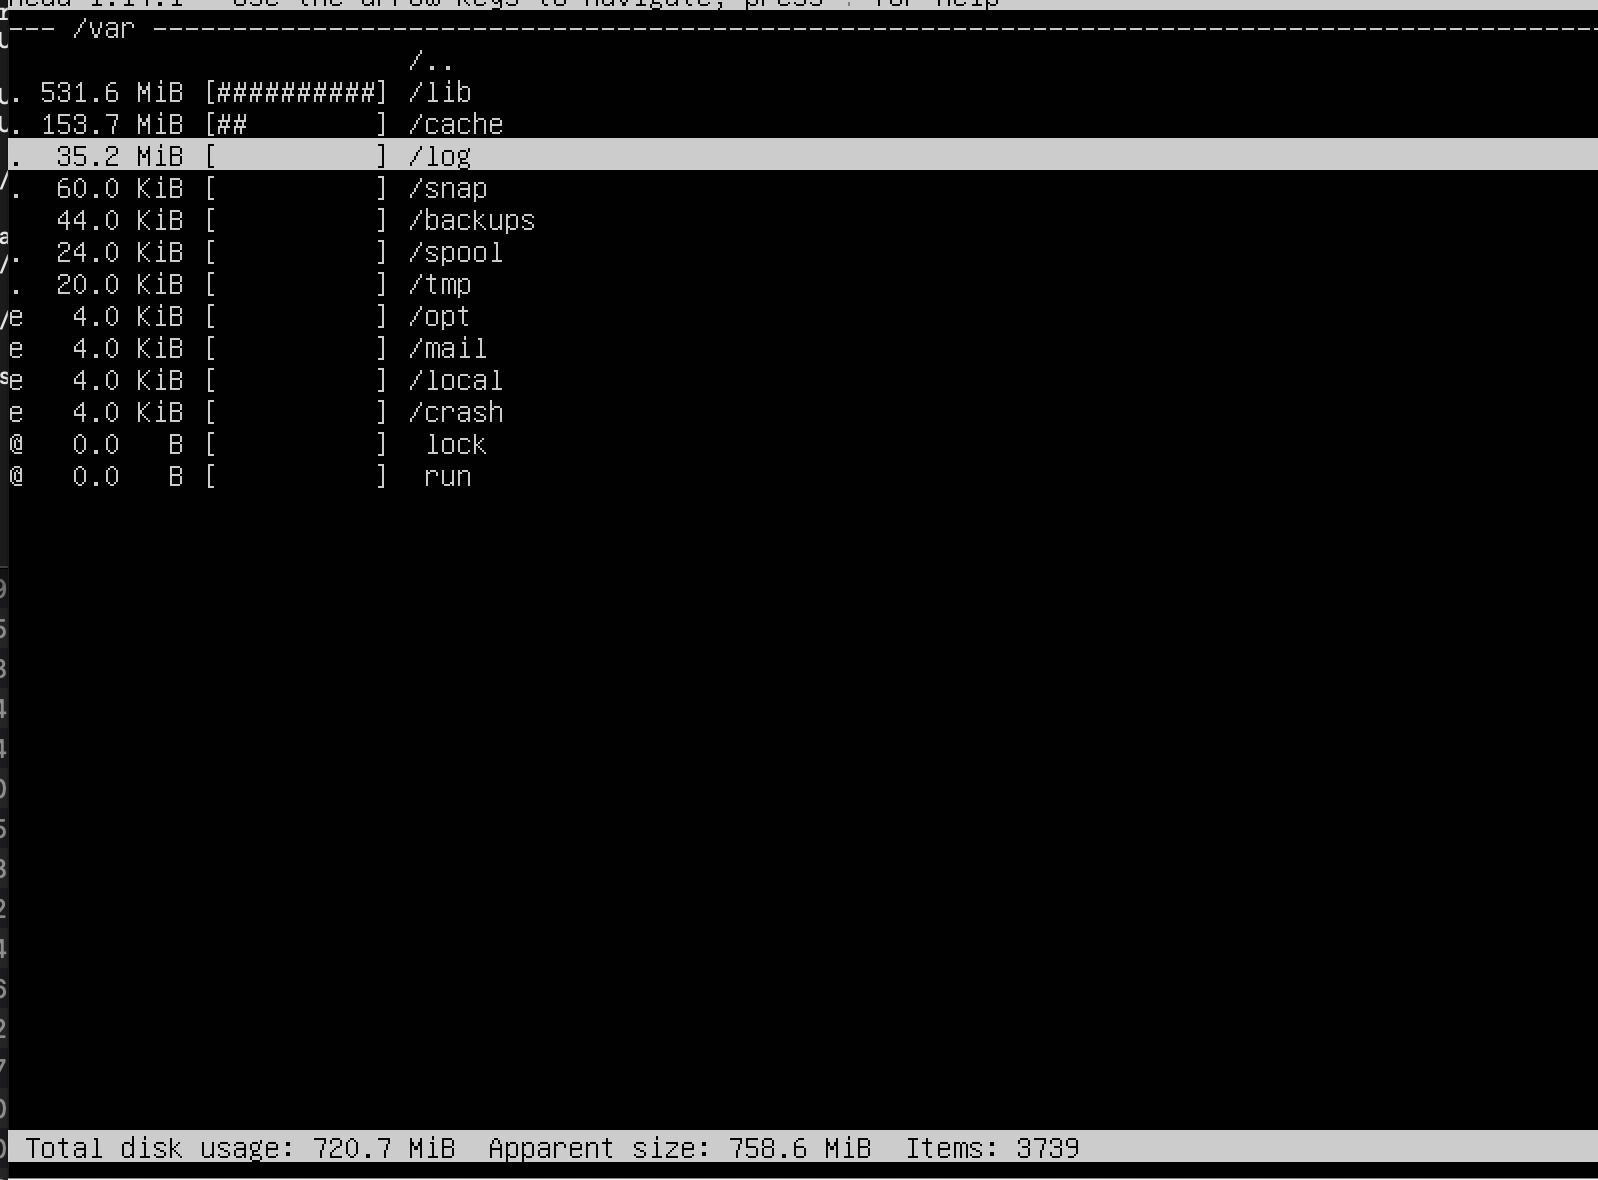 ncdu 1.14.1 ~ Use the arrow keys to navigate, press ? for help
--- /var ----------------------------------------------------------------------------------------
                         /..
. 531.6 MiB [##########] /lib
. 153.7 MiB [##        ] /cache
.  35.2 MiB [          ] /log
.  60.0 KiB [          ] /snap
   44.0 KiB [          ] /backups
.  24.0 KiB [          ] /spool
.  20.0 KiB [          ] /tmp
e   4.0 KiB [          ] /opt
e   4.0 KiB [          ] /mail
e   4.0 KiB [          ] /local
e   4.0 KiB [          ] /crash
@   0.0   B [          ]  lock
@   0.0   B [          ]  run
Total disk usage: 720.7 MiB  Apparent size: 758.6 MiB  Items: 3739